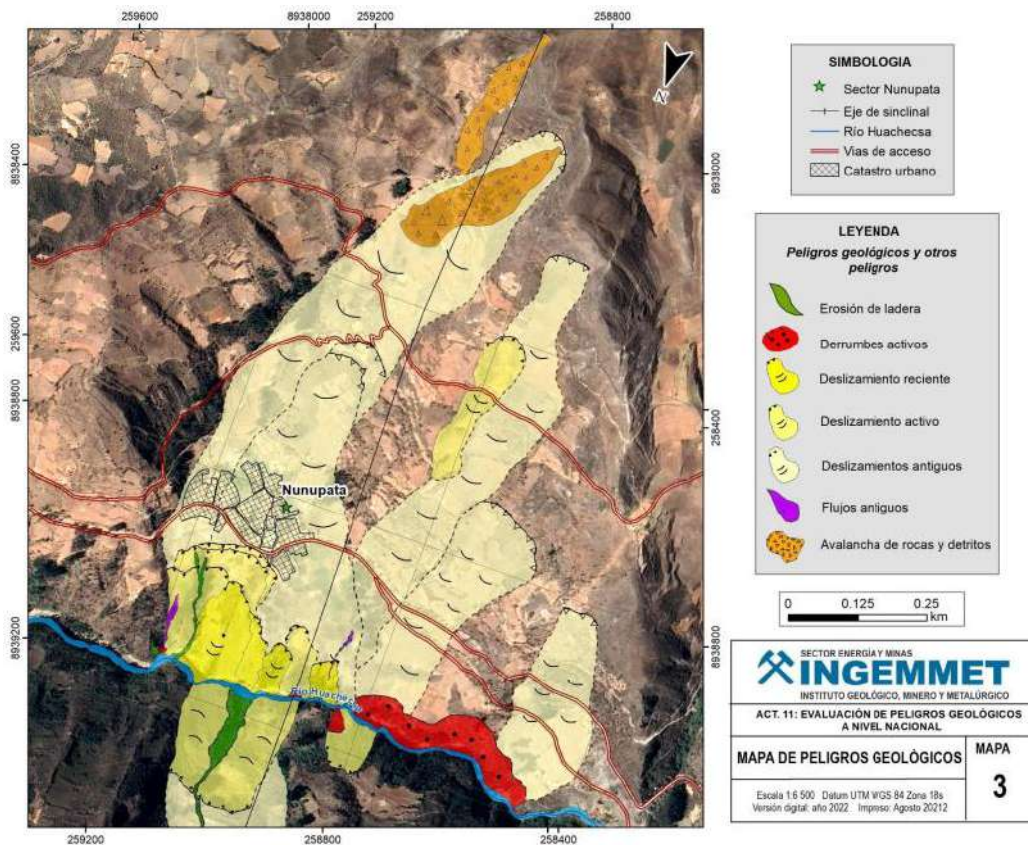 259600
8938000
259200
258800
8938400
8938000
259600
8938800
258400
8939200
8938800
259200
258800
258400
N
Nunupata
Río Huachecsa
SIMBOLOGIA
Sector Nunupata
Eje de sinclinal
Río Huachecsa
Vias de acceso
Catastro urbano
LEYENDA
Peligros geológicos y otros
peligros
Erosión de ladera
Derrumbes activos
Deslizamiento reciente
Deslizamiento activo
Deslizamientos antiguos
Flujos antiguos
Avalancha de rocas y detritos
0 0.125 0.25
km
SECTOR ENERGÍA Y MINAS
INGEMMET
INSTITUTO GEOLÓGICO, MINERO Y METALÚRGICO
ACT. 11: EVALUACIÓN DE PELIGROS GEOLÓGICOS
A NIVEL NACIONAL
MAPA DE PELIGROS GEOLÓGICOS
MAPA
3
Escala 1:6 500 Datum UTM WGS 84 Zona 18s
Versión digital: año 2022 Impreso: Agosto 20212